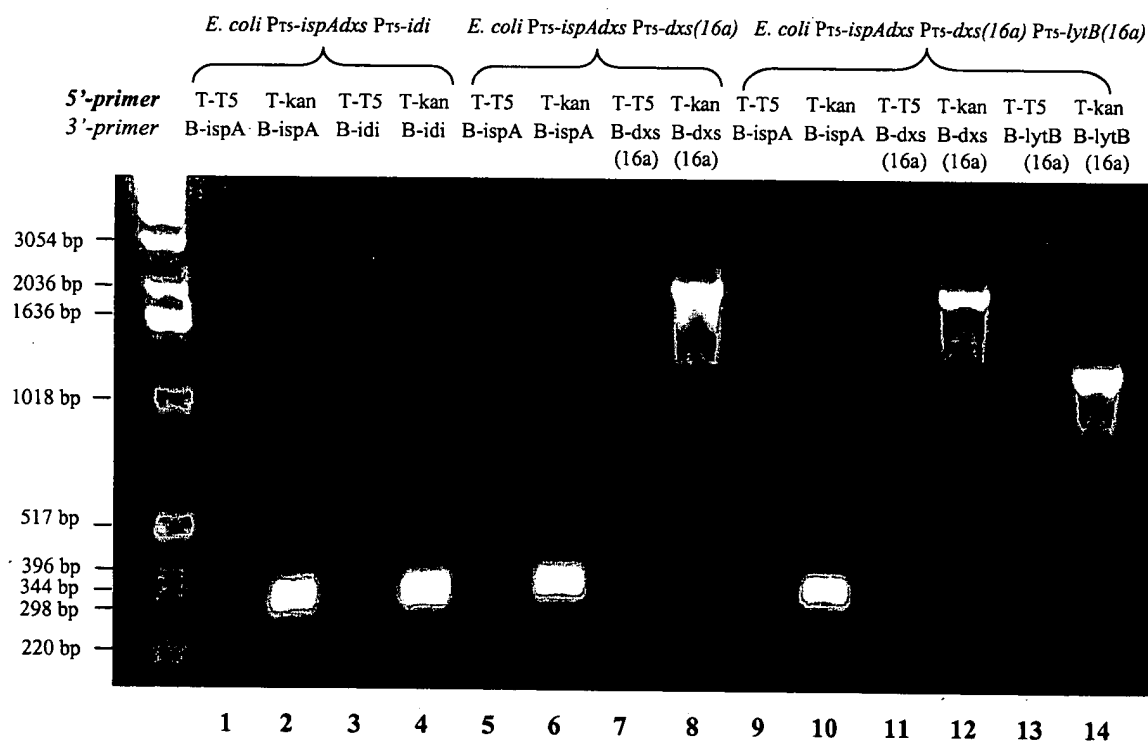 E. coli PT5-ispAdxs PT5-idi E. coli PT5-ispAdxs PT5-dxs(16a) E. coli PT5-ispAdxs PT5-dxs(16a) PT5-lytB(16a)
5'-primer T-T5 T-kan T-T5 T-kan T-T5 T-kan T-T5 T-kan T-T5 T-kan T-T5 T-kan T-T5 T-kan
3'-primer B-ispA B-ispA B-idi B-idi B-ispA B-ispA B-dxs B-dxs B-ispA B-ispA B-dxs B-dxs B-lytB B-lytB
(16a) (16a) (16a) (16a) (16a) (16a)
3054 bp
2036 bp
1636 bp
1018 bp
517 bp
396 bp
344 bp
298 bp
220 bp
1 2 3 4 5 6 7 8 9 10 11 12 13 14